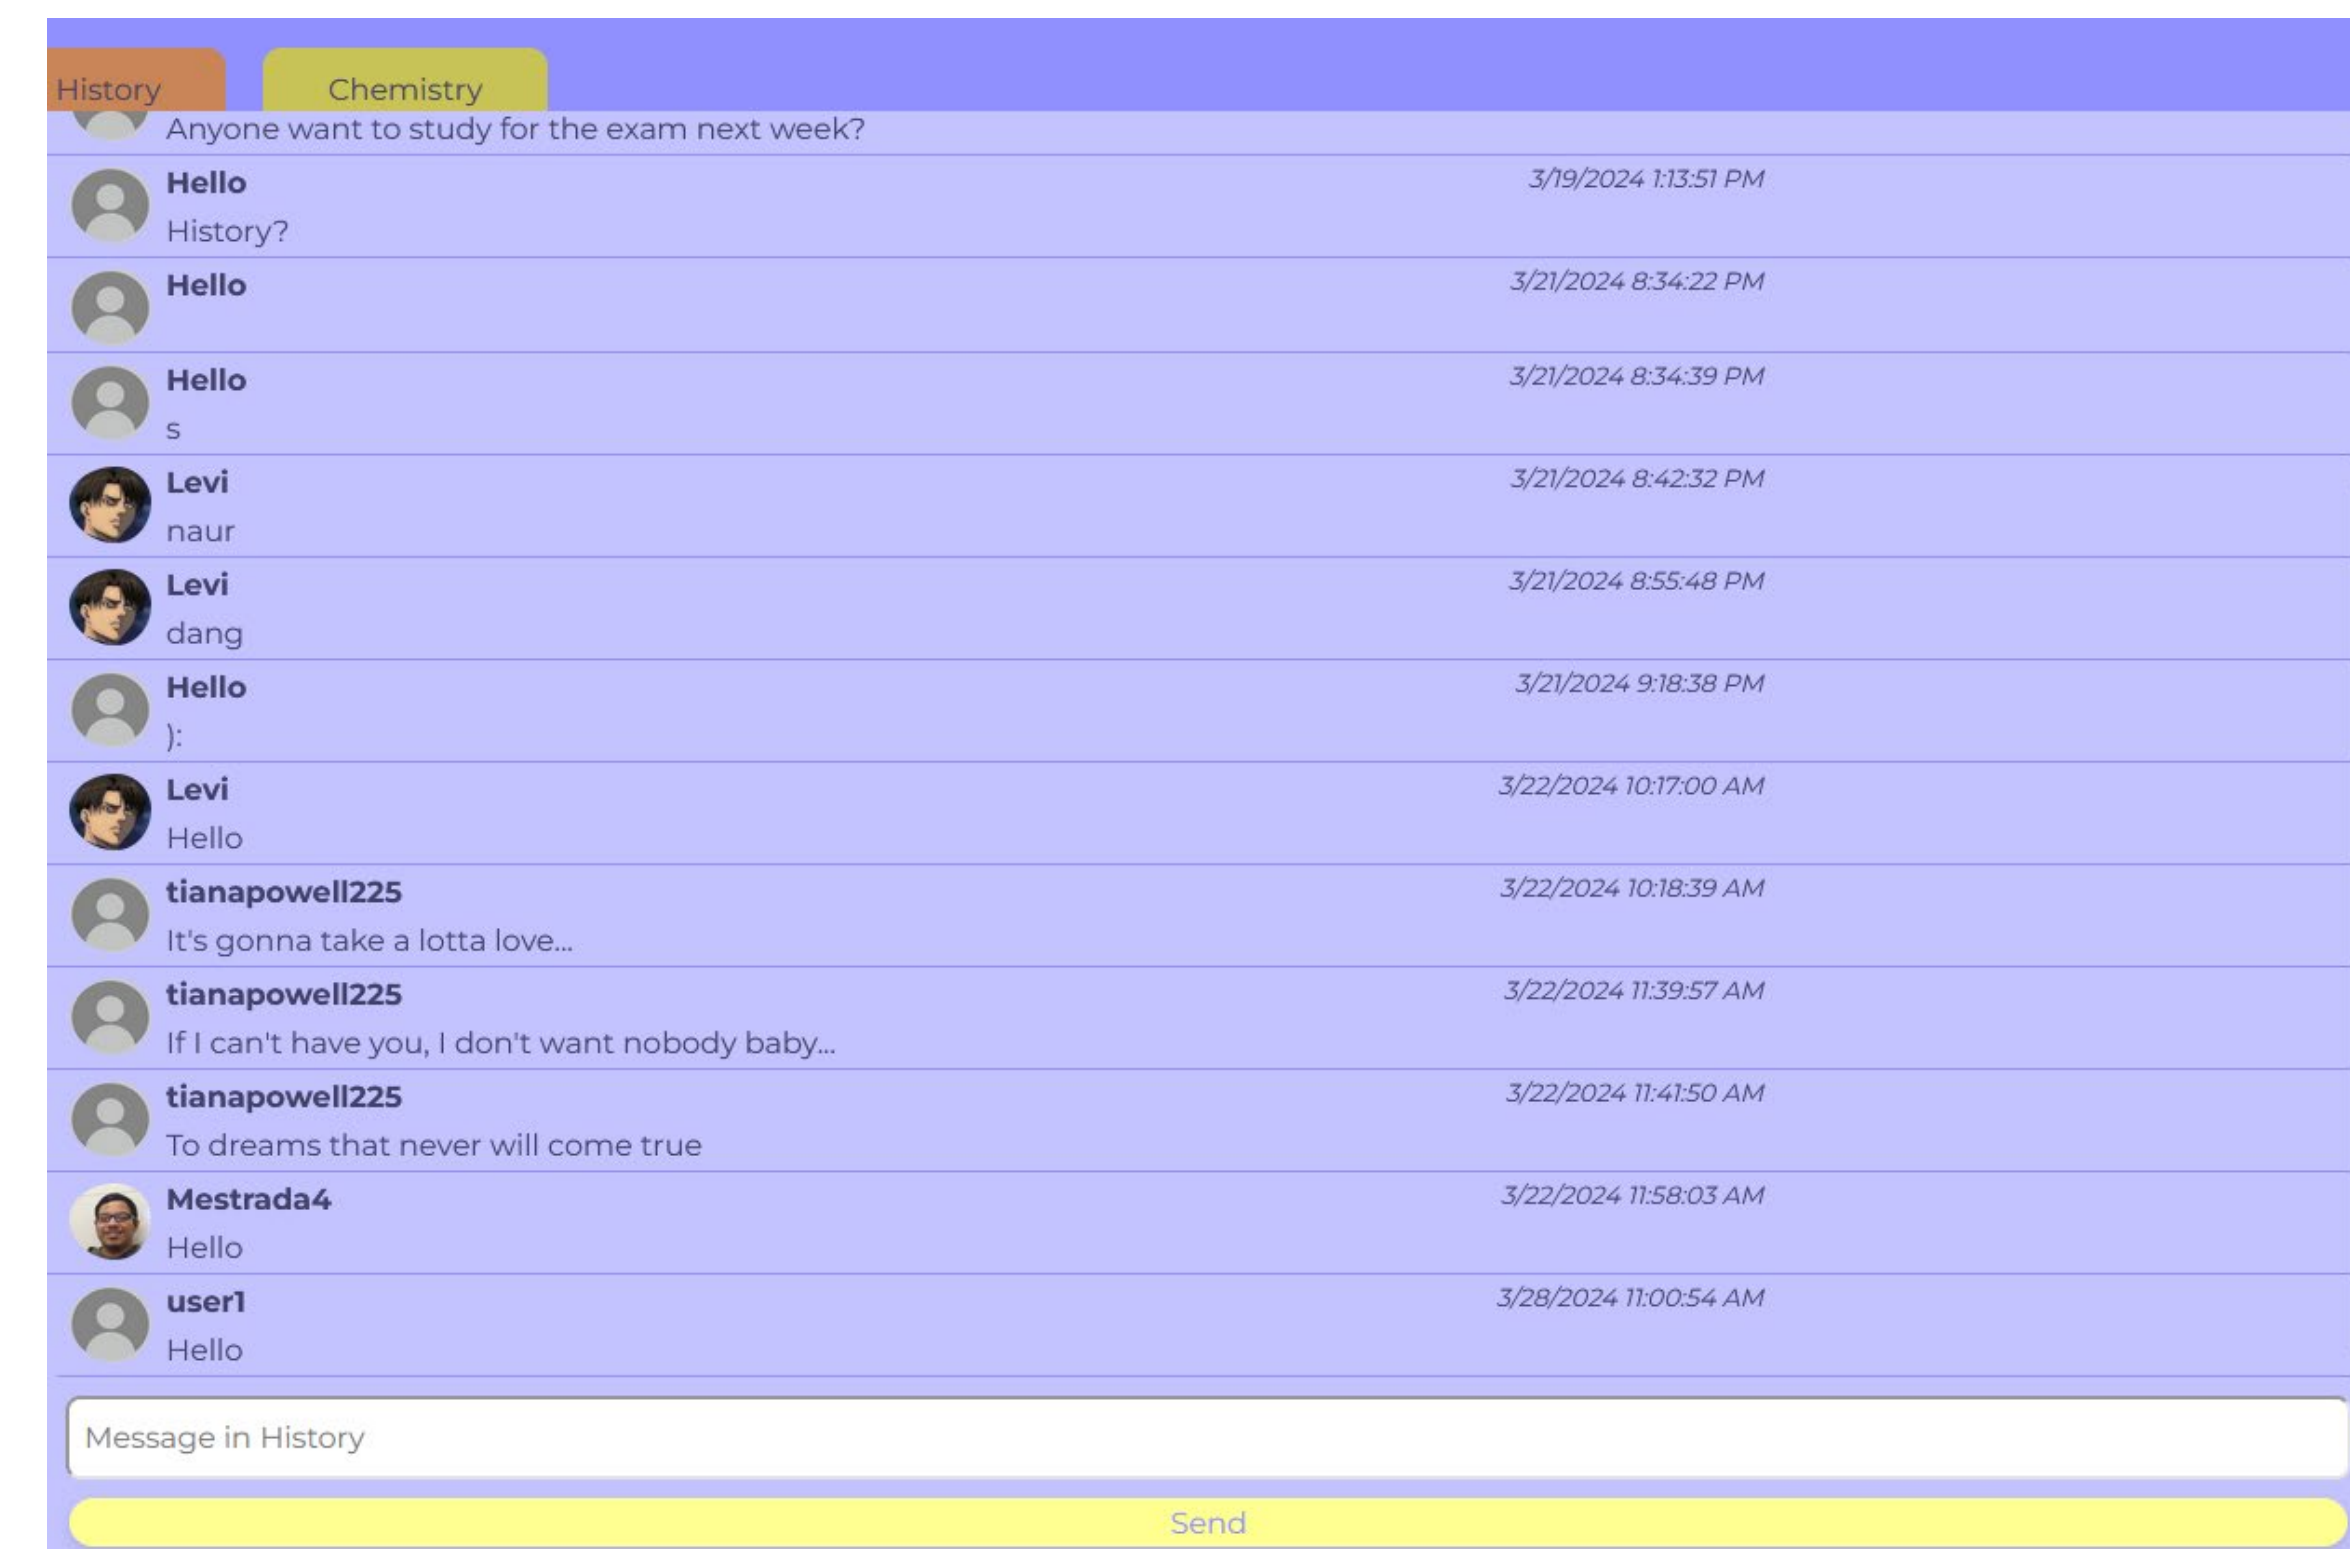 History
Chemistry
Anyone want to study for the exam next week?
Hello 3/19/2024 1:13:51 PM
History?
Hello 3/21/2024 8:34:22 PM
Hello 3/21/2024 8:34:39 PM
s
Levi 3/21/2024 8:42:32 PM
naur
Levi 3/21/2024 8:55:48 PM
dang
Hello 3/21/2024 9:18:38 PM
):
Levi 3/22/2024 10:17:00 AM
Hello
tianapowell225 3/22/2024 10:18:39 AM
It's gonna take a lotta love...
tianapowell225 3/22/2024 11:39:57 AM
If I can't have you, I don't want nobody baby...
tianapowell225 3/22/2024 11:41:50 AM
To dreams that never will come true
Mestrada4 3/22/2024 11:58:03 AM
Hello
user1 3/28/2024 11:00:54 AM
Hello
Message in History
Send